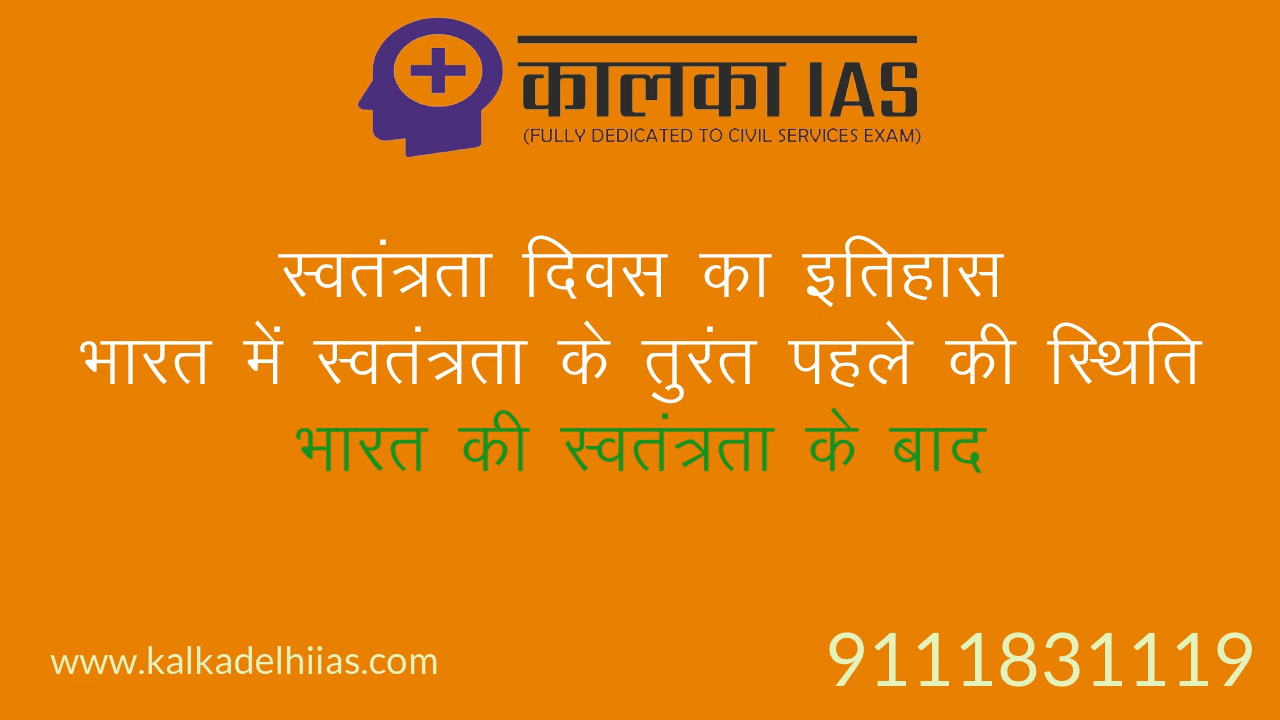 कालका IAS
(FULLY DEDICATED TO CIVIL SERVICES EXAM)
स्वतंत्रता दिवस का इतिहास
भारत में स्वतंत्रता के तुरंत पहले की स्थिति
भारत की स्वतंत्रता के बाद
www.kalkadelhiias.com
9111831119